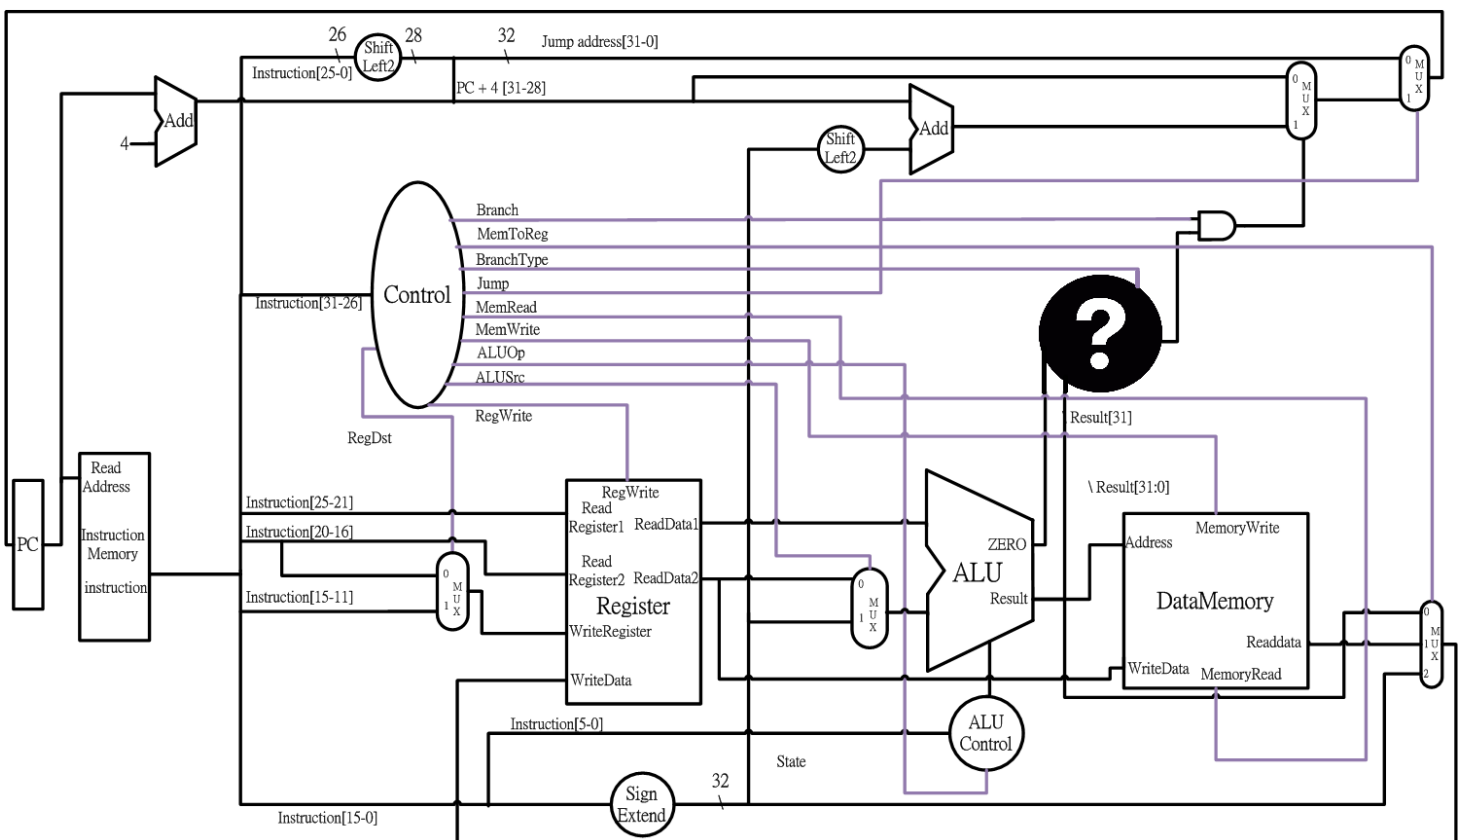 26
28
32
Jump address[31-0]
Shift
Left2
Instruction[25-0]
0
M
U
X
1
PC + 4 [31-28]
0
M
U
X
1
Add
4
Add
Shift
Left2
Branch
MemToReg
BranchType
Jump
MemRead
MemWrite
ALUOp
ALUSrc
RegWrite
Control
Instruction[31-26]
RegDst
?
Result[31]
\ Result[31:0]
PC
Read
Address
Instruction
Memory
instruction
Instruction[25-21]
Instruction[20-16]
Instruction[15-11]
0
M
U
X
1
RegWrite
Read
Register1
ReadData1
Read
Register2
ReadData2
Register
WriteRegister
WriteData
0
M
U
X
1
ZERO
ALU
Result
MemoryWrite
Address
DataMemory
Readdata
WriteData
MemoryRead
0
M
U
X
1
2
Instruction[5-0]
ALU
Control
State
Sign
Extend
32
Instruction[15-0]